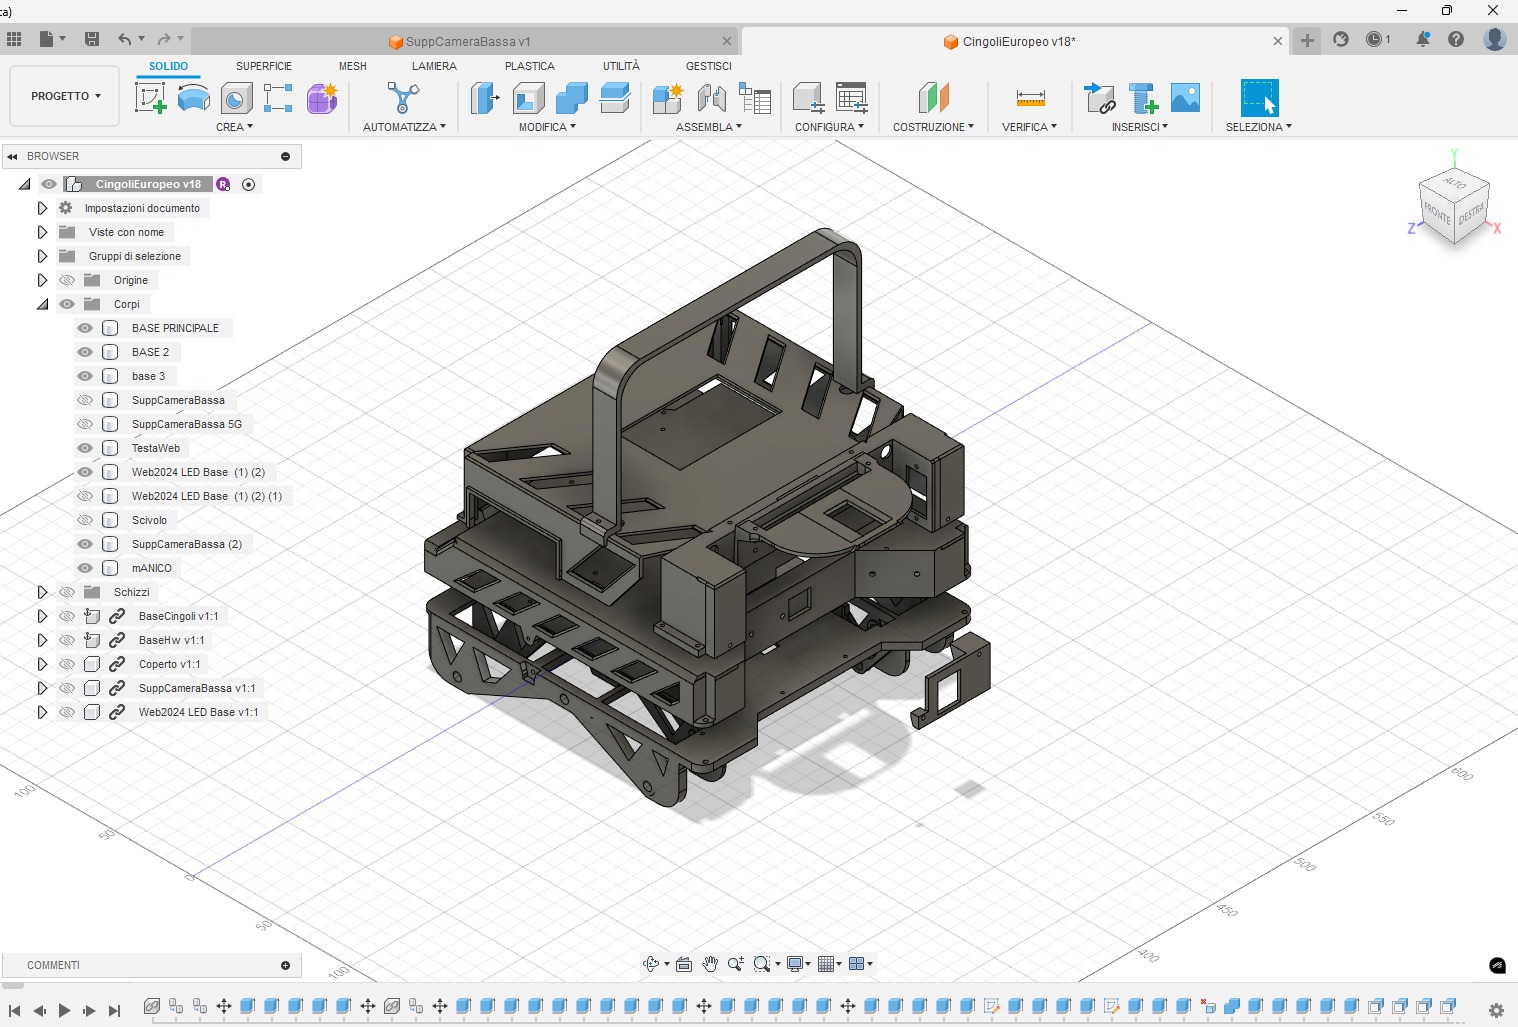 ta)
SuppCameraBassa v1
CingoliEuropeo v18*
1
PROGETTO
SOLIDO
SUPERFICIE
MESH
LAMIERA
PLASTICA
UTILITÀ
GESTISCI
CREA
AUTOMATIZZA
MODIFICA
ASSEMBLA
CONFIGURA
COSTRUZIONE
VERIFICA
INSERISCI
SELEZIONA
BROWSER
CingoliEuropeo v18
R
Impostazioni documento
Viste con nome
Gruppi di selezione
Origine
Corpi
BASE PRINCIPALE
BASE 2
base 3
SuppCameraBassa
SuppCameraBassa 5G
TestaWeb
Web2024 LED Base (1) (2)
Web2024 LED Base (1) (2) (1)
Scivolo
SuppCameraBassa (2)
mANICO
Schizzi
BaseCingoli v1:1
BaseHw v1:1
Coperto v1:1
SuppCameraBassa v1:1
Web2024 LED Base v1:1
Y
ALTO
FRONTE
DESTRA
Z
X
100
50
0
50
100
400
450
500
550
600
COMMENTI